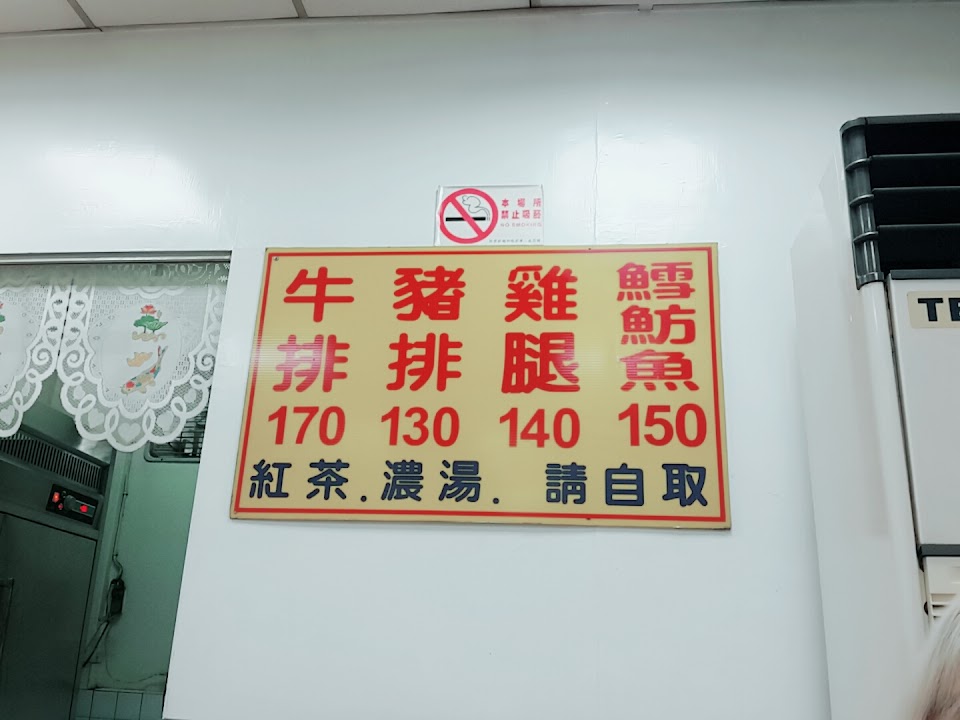 本場所
禁止吸菸
NO SMOKING
牛排 豬排 雞腿 鱈魴魚
170 130 140 150
紅茶.濃湯. 請自取
TE